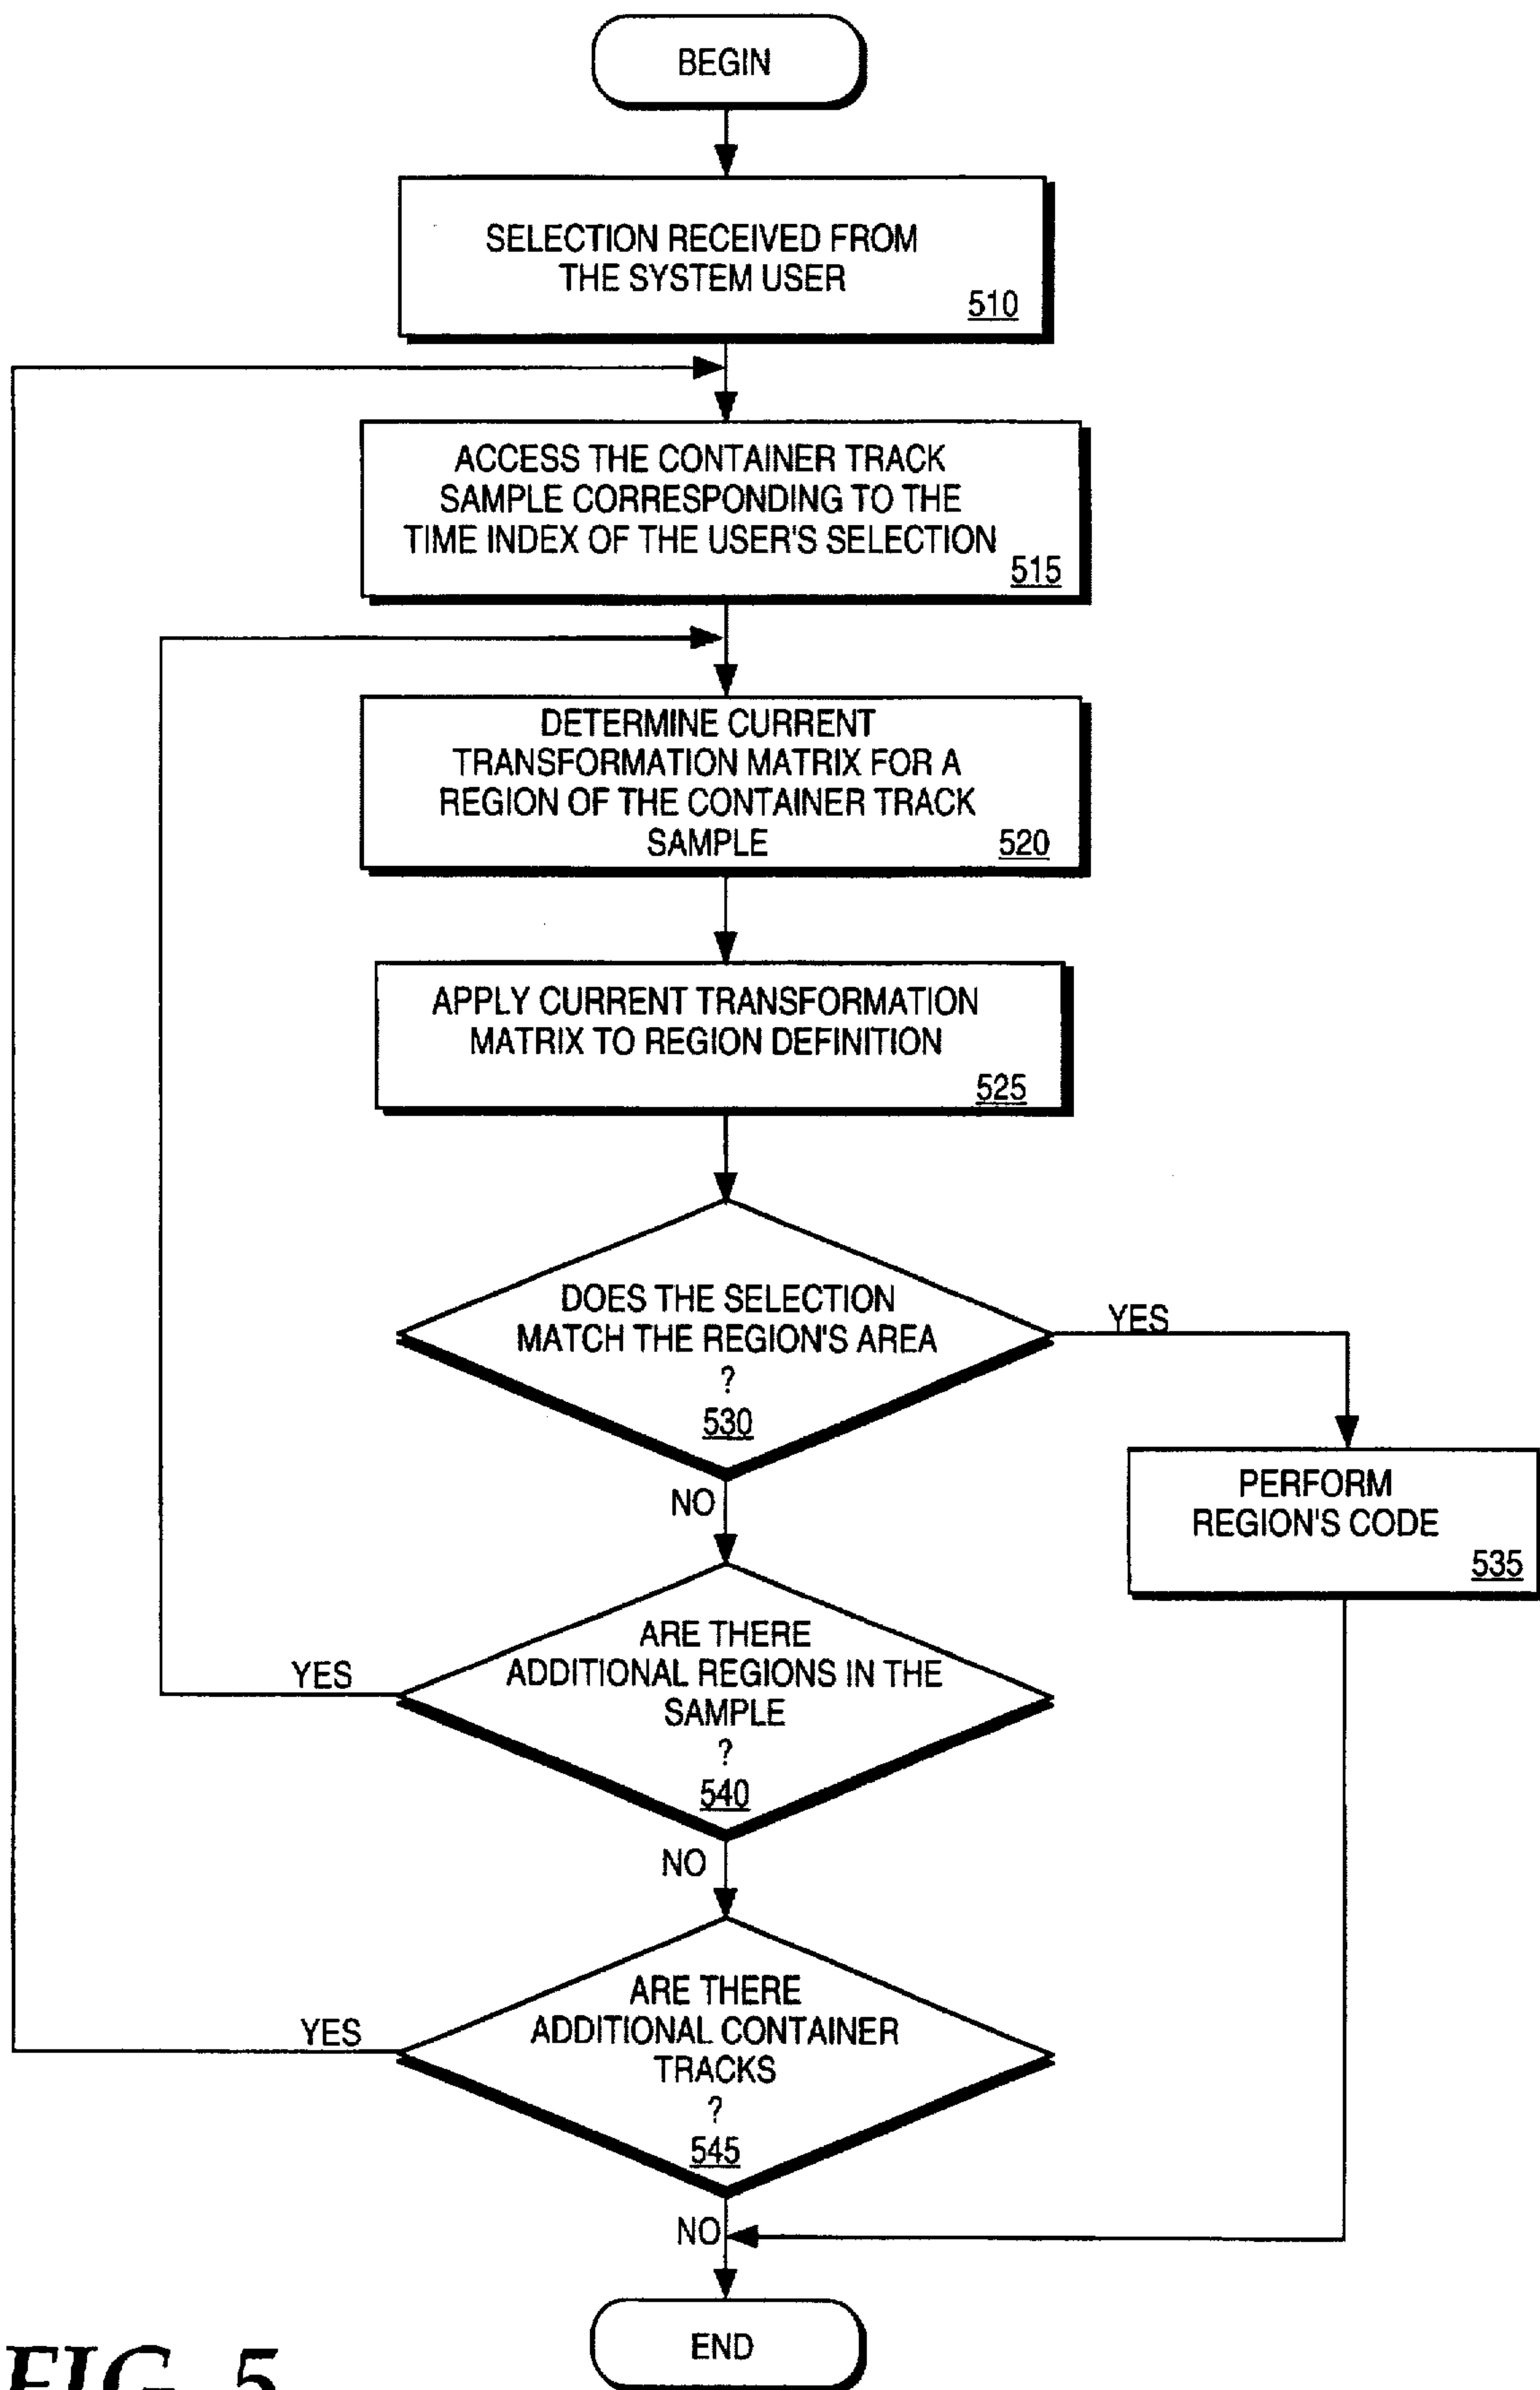 BEGIN
SELECTION RECEIVED FROM
THE SYSTEM USER
510
ACCESS THE CONTAINER TRACK
SAMPLE CORRESPONDING TO THE
TIME INDEX OF THE USER'S SELECTION
515
DETERMINE CURRENT
TRANSFORMATION MATRIX FOR A
REGION OF THE CONTAINER TRACK
SAMPLE
520
APPLY CURRENT TRANSFORMATION
MATRIX TO REGION DEFINITION
525
DOES THE SELECTION
MATCH THE REGION'S AREA
?
530
YES
NO
PERFORM
REGION'S CODE
535
ARE THERE
ADDITIONAL REGIONS IN THE
SAMPLE
?
540
YES
NO
ARE THERE
ADDITIONAL CONTAINER
TRACKS
?
545
YES
NO
END
FIG. 5